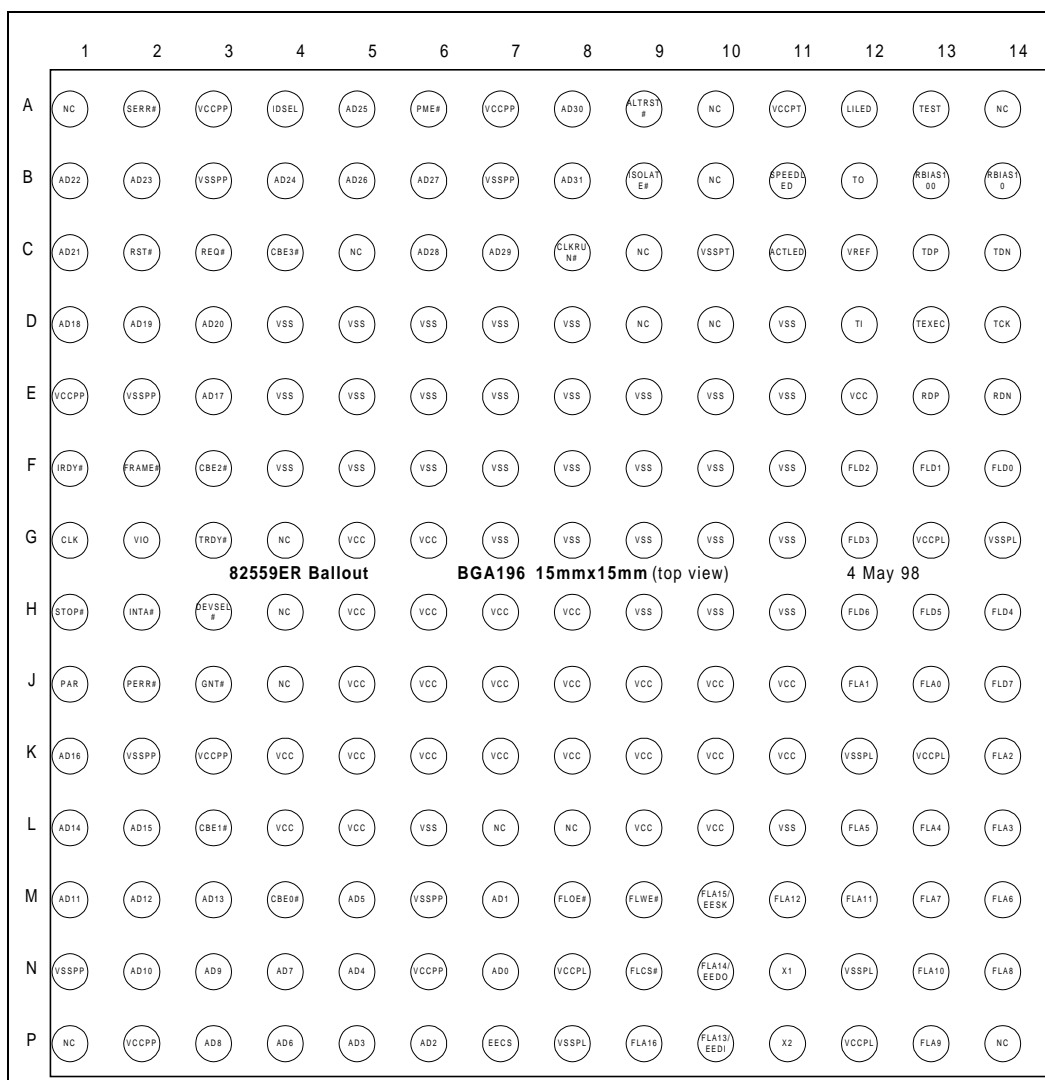 1 2 3 4 5 6 7 8 9 10 11 12 13 14
A NC SERR# VCCPP IDSEL AD25 PME# VCCPP AD30 ALTRST# NC VCCPT LILED TEST NC
B AD22 AD23 VSSPP AD24 AD26 AD27 VSSPP AD31 ISOLATE# NC SPEEDLED TO RBIAS100 RBIAS10
C AD21 RST# REQ# CBE3# NC AD28 AD29 CLKRUN# NC VSSPT ACTLED VREF TDP TDN
D AD18 AD19 AD20 VSS VSS VSS VSS VSS NC NC VSS TI TEXEC TCK
E VCCPP VSSPP AD17 VSS VSS VSS VSS VSS VSS VSS VSS VCC RDP RDN
F IRDY# FRAME# CBE2# VSS VSS VSS VSS VSS VSS VSS VSS FLD2 FLD1 FLD0
G CLK VIO TRDY# NC VCC VCC VSS VSS VSS VSS VSS FLD3 VCCPL VSSPL
82559ER Ballout BGA196 15mmx15mm (top view) 4 May 98
H STOP# INTA# DEVSEL# NC VCC VCC VCC VCC VSS VSS VSS FLD6 FLD5 FLD4
J PAR PERR# GNT# NC VCC VCC VCC VCC VCC VCC VCC FLA1 FLA0 FLD7
K AD16 VSSPP VCCPP VCC VCC VCC VCC VCC VCC VCC VCC VSSPL VCCPL FLA2
L AD14 AD15 CBE1# VCC VCC VSS NC NC VCC VCC VSS FLA5 FLA4 FLA3
M AD11 AD12 AD13 CBE0# AD5 VSSPP AD1 FLOE# FLWE# FLA15/EESK FLA12 FLA11 FLA7 FLA6
N VSSPP AD10 AD9 AD7 AD4 VCCPP AD0 VCCPL FLCS# FLA14/EEDO X1 VSSPL FLA10 FLA8
P NC VCCPP AD8 AD6 AD3 AD2 EECS VSSPL FLA16 FLA13/EEDI X2 VCCPL FLA9 NC